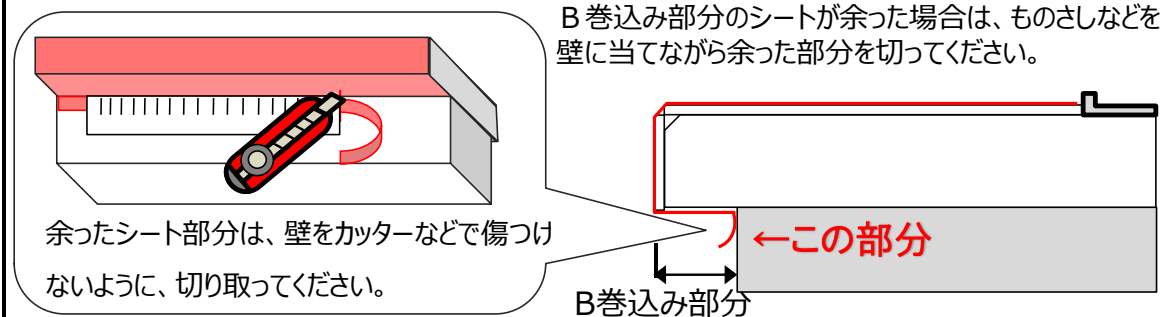 B巻込み部分のシートが余った場合は、ものさしなどを
壁に当てながら余った部分を切ってください。
余ったシート部分は、壁をカッターなどで傷つけ
ないように、切り取ってください。
←この部分
B巻込み部分